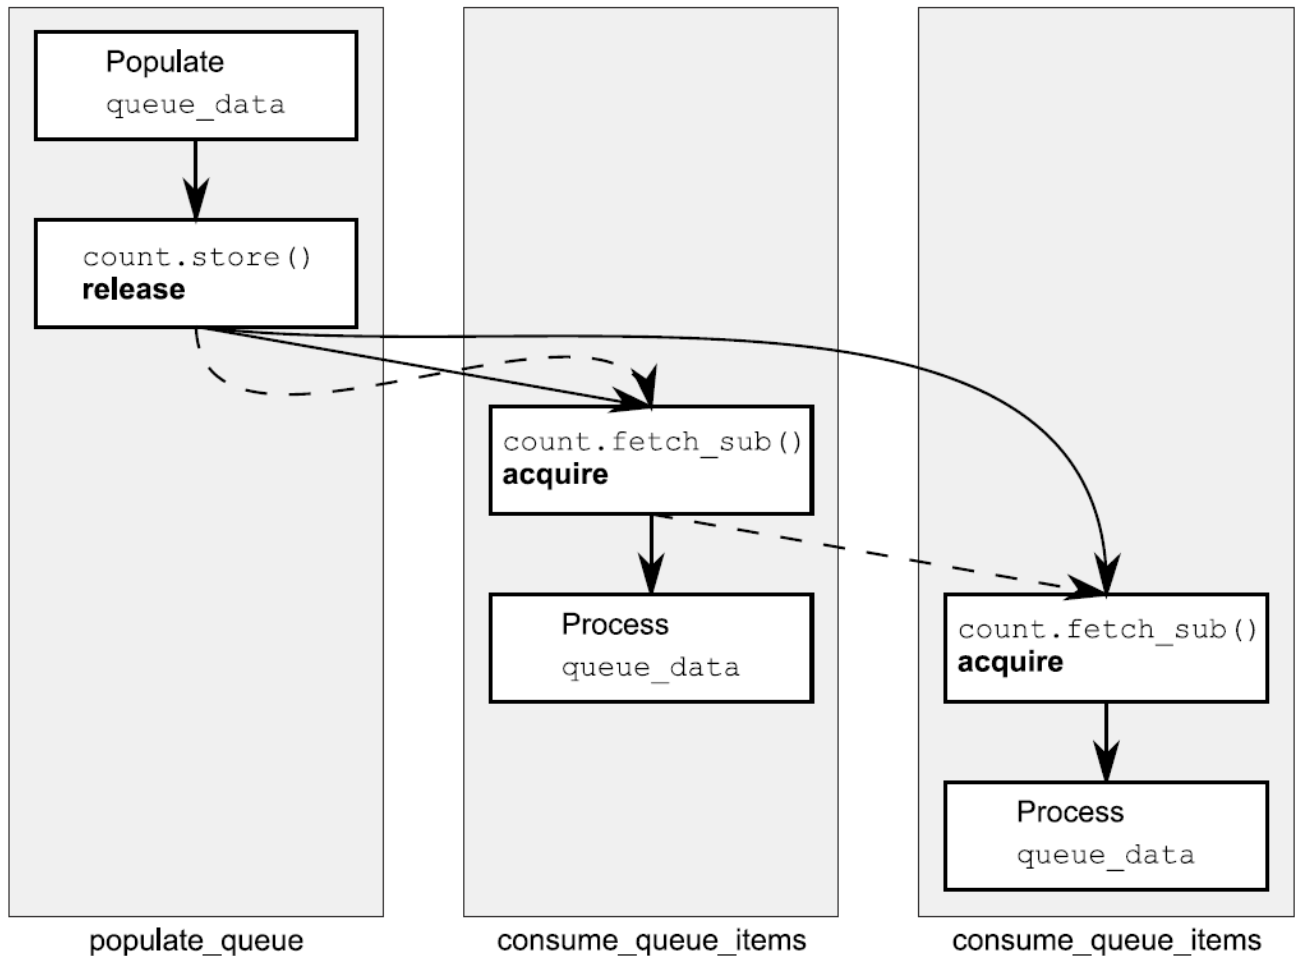 Populate
queue_data
count.store()
release
count.fetch_sub()
acquire
Process
queue_data
count.fetch_sub()
acquire
Process
queue_data
populate_queue
consume_queue_items
consume_queue_items